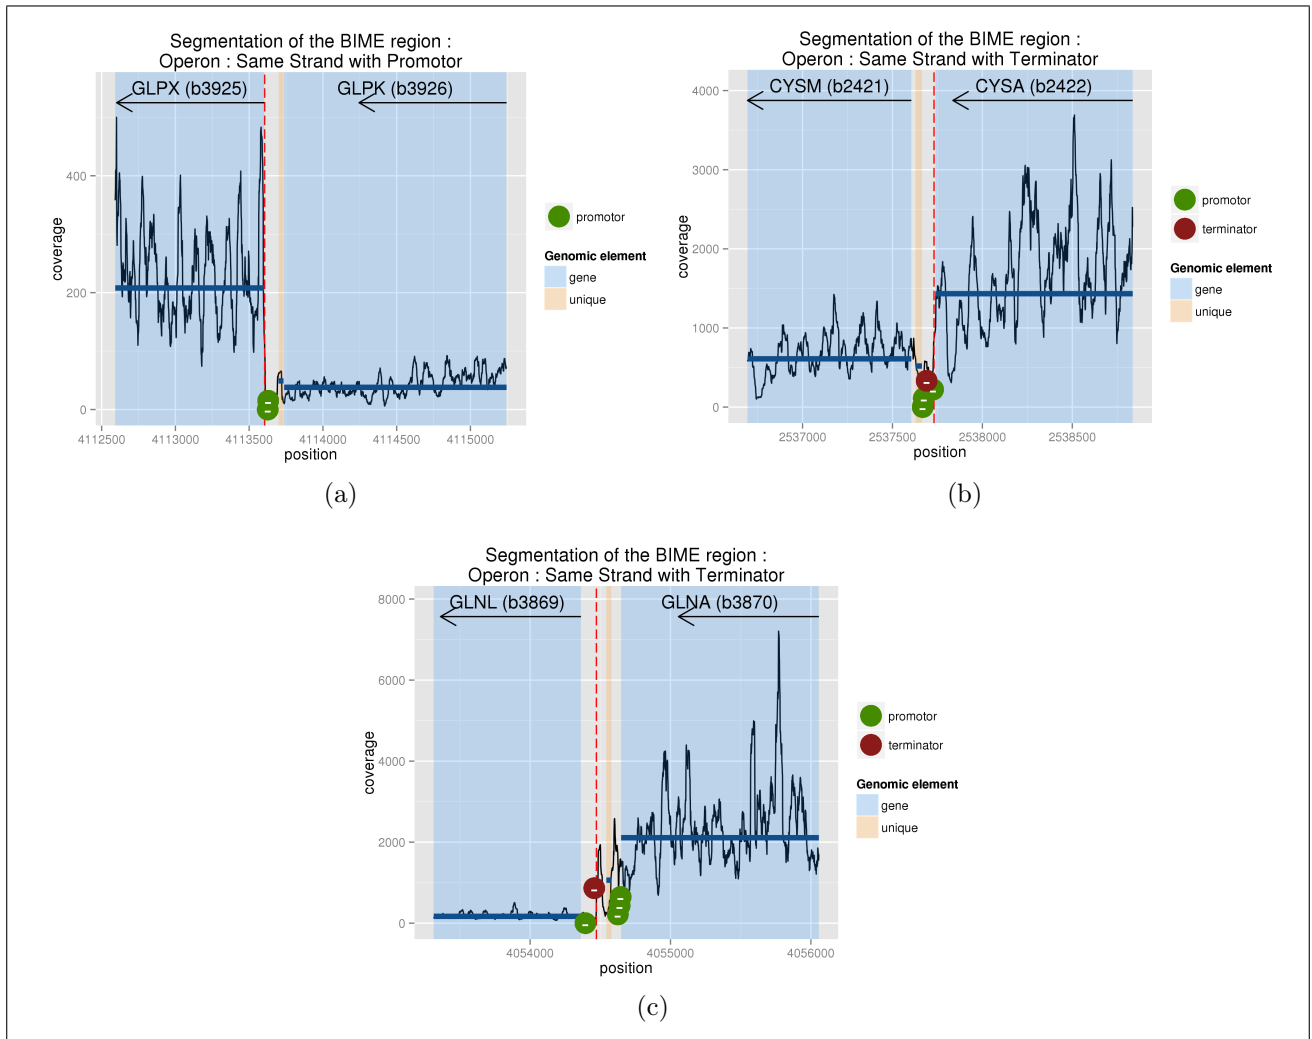 Segmentation of the BIME region :
Operon : Same Strand with Promotor
GLPX (b3925)
GLPK (b3926)
400
200
0
coverage
4112500
4113000
4113500
4114000
4114500
4115000
position
promotor
Genomic element
gene
unique
(a)
Segmentation of the BIME region :
Operon : Same Strand with Terminator
CYSM (b2421)
CYSA (b2422)
4000
3000
2000
1000
0
coverage
2537000
2537500
2538000
2538500
position
promotor
terminator
Genomic element
gene
unique
(b)
Segmentation of the BIME region :
Operon : Same Strand with Terminator
GLNL (b3869)
GLNA (b3870)
8000
6000
4000
2000
0
coverage
4054000
4055000
4056000
position
promotor
terminator
Genomic element
gene
unique
(c)